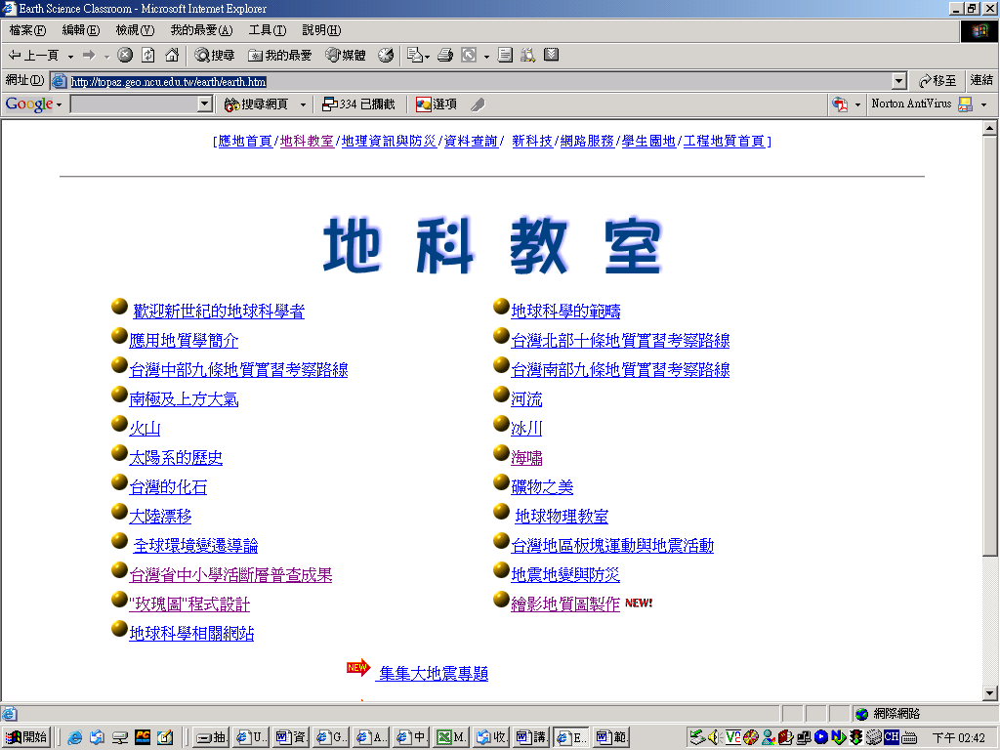 Earth Science Classroom - Microsoft Internet Explorer
檔案(F) 編輯(E) 檢視(V) 我的最愛(A) 工具(T) 說明(H)
上一頁 搜尋 我的最愛 媒體
網址(D) http://topaz.geo.ncu.edu.tw/earth/earth.htm 移至 連結
Google 搜尋網頁 334 已攔截 選項 Norton AntiVirus
[應地首頁/地科教室/地理資訊與防災/資料查詢/ 新科技/網路服務/學生園地/工程地質首頁]
地 科 教 室
歡迎新世紀的地球科學者 地球科學的範疇
應用地質學簡介 台灣北部十條地質實習考察路線
台灣中部九條地質實習考察路線 台灣南部九條地質實習考察路線
南極及上方大氣 河流
火山 冰川
太陽系的歷史 海嘯
台灣的化石 礦物之美
大陸漂移 地球物理教室
全球環境變遷導論 台灣地區板塊運動與地震活動
台灣省中小學活斷層普查成果 地震地變與防災
"玫瑰圖"程式設計 繪影地質圖製作 NEW!
地球科學相關網站
NEW 集集大地震專題
網際網路
開始 抽 U.. 資 G.. A.. 中 M. 收. 講 E.. 範 CH 下午 02:42